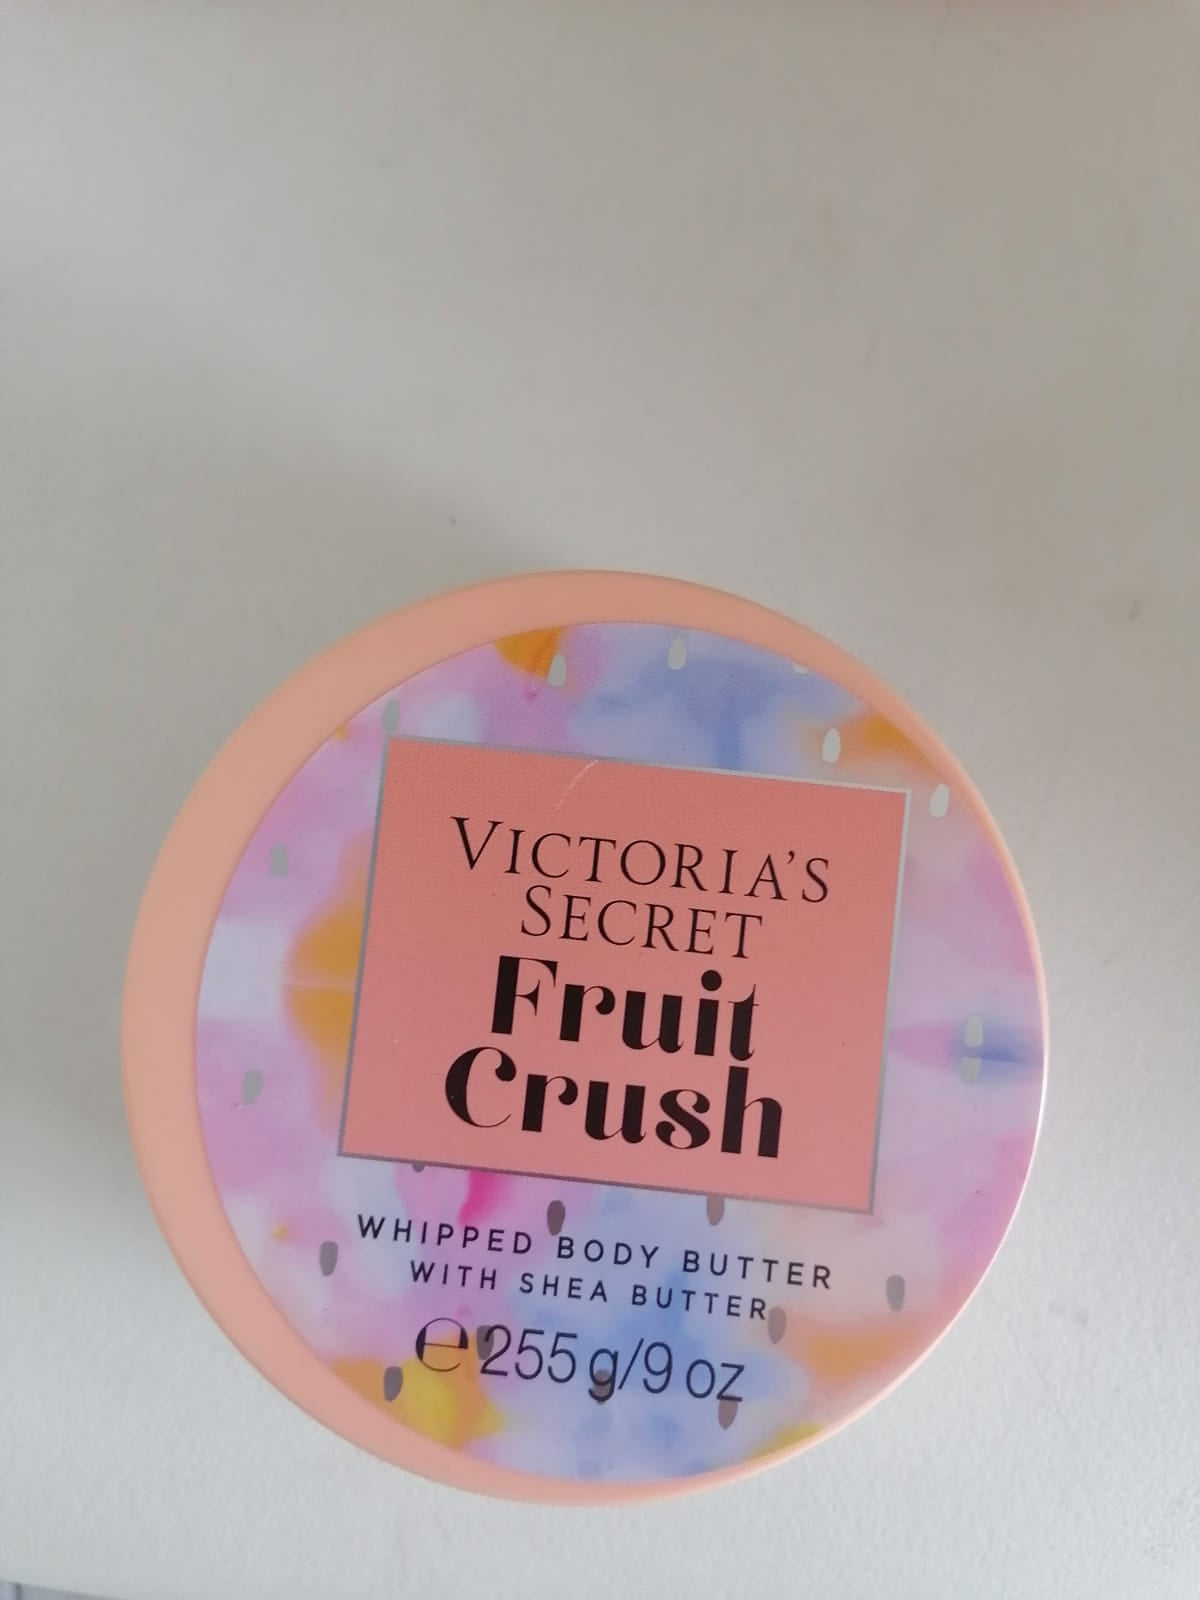 VICTORIA'S
SECRET
Fruit
Crush
WHIPPED BODY BUTTER
WITH SHEA BUTTER
℮ 255 g/9 oz